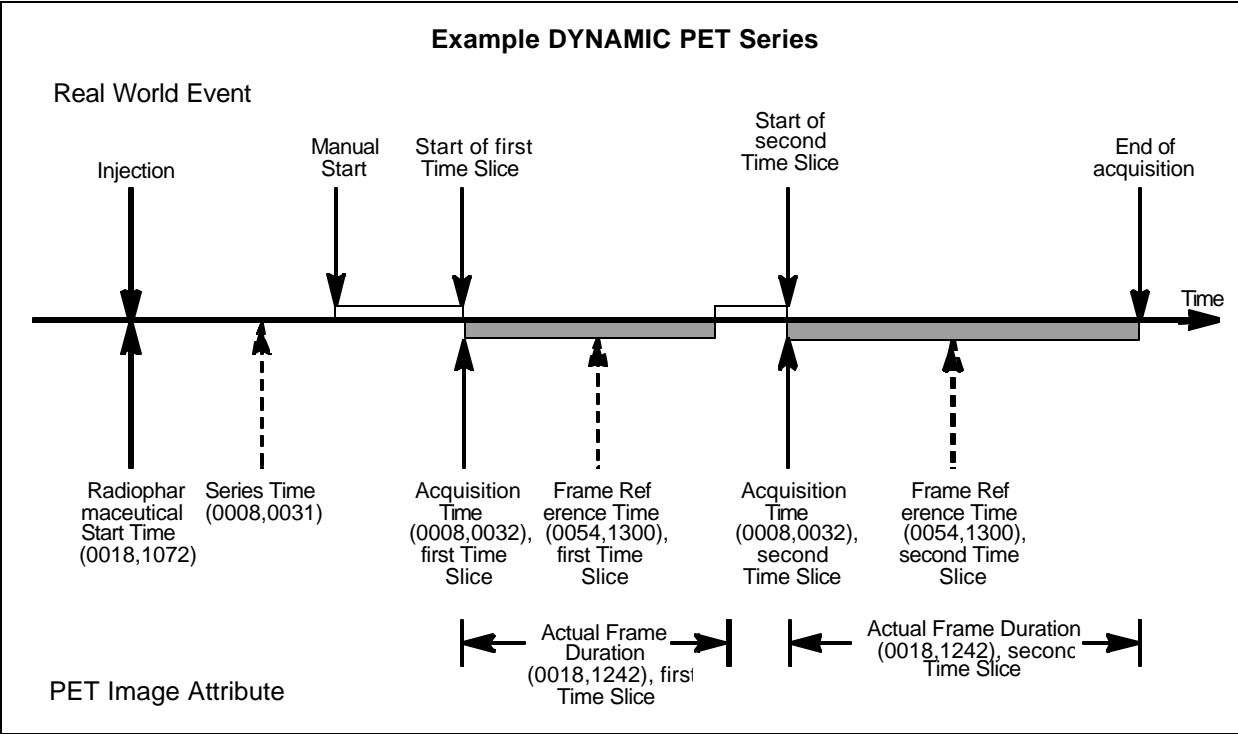 Example DYNAMIC PET Series
Real World Event
Injection
Manual
Start
Start of first
Time Slice
Start of
second
Time Slice
End of
acquisition
Time
Radiophar
maceutical
Start Time
(0018,1072)
Series Time
(0008,0031)
Acquisition
Time
(0008,0032),
first Time
Slice
Frame Ref
erence Time
(0054,1300),
first Time
Slice
Acquisition
Time
(0008,0032),
second
Time Slice
Frame Ref
erence Time
(0054,1300),
second Time
Slice
Actual Frame
Duration
(0018,1242), first
Time Slice
Actual Frame Duration
(0018,1242), second
Time Slice
PET Image Attribute